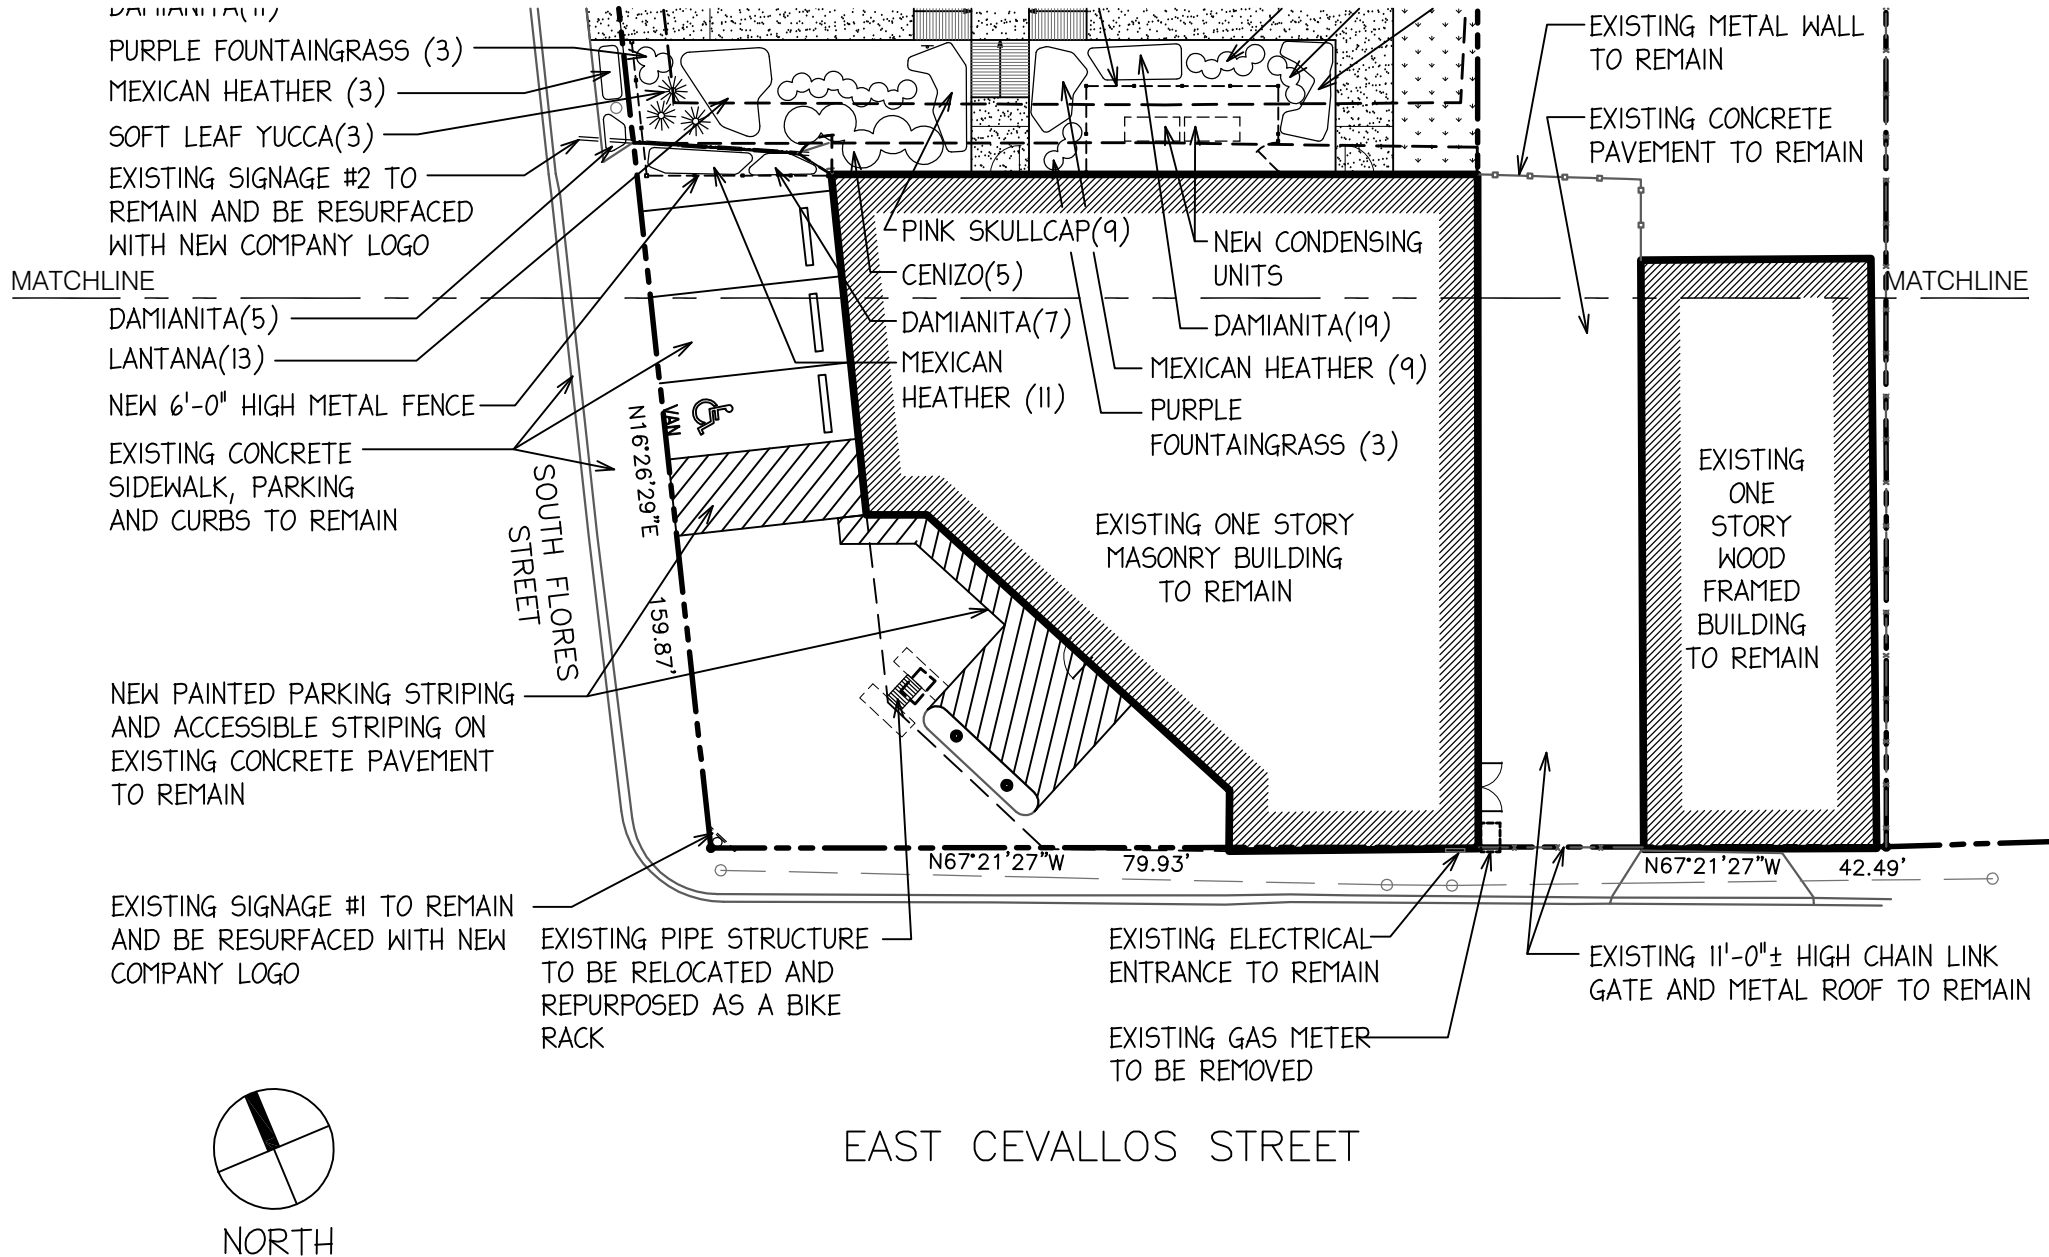 DAMIANITA(11)
PURPLE FOUNTAINGRASS (3)
MEXICAN HEATHER (3)
SOFT LEAF YUCCA(3)
EXISTING SIGNAGE #2 TO
REMAIN AND BE RESURFACED
WITH NEW COMPANY LOGO
MATCHLINE
DAMIANITA(5)
LANTANA(13)
NEW 6'-0" HIGH METAL FENCE
EXISTING CONCRETE
SIDEWALK, PARKING
AND CURBS TO REMAIN
NEW PAINTED PARKING STRIPING
AND ACCESSIBLE STRIPING ON
EXISTING CONCRETE PAVEMENT
TO REMAIN
EXISTING SIGNAGE #1 TO REMAIN
AND BE RESURFACED WITH NEW
COMPANY LOGO
SOUTH FLORES
STREET
N16°26'29"E
159.87'
VAN
PINK SKULLCAP(9)
CENIZO(5)
DAMIANITA(7)
MEXICAN
HEATHER (11)
NEW CONDENSING
UNITS
DAMIANITA(19)
MEXICAN HEATHER (9)
PURPLE
FOUNTAINGRASS (3)
EXISTING ONE STORY
MASONRY BUILDING
TO REMAIN
EXISTING METAL WALL
TO REMAIN
EXISTING CONCRETE
PAVEMENT TO REMAIN
MATCHLINE
EXISTING
ONE
STORY
WOOD
FRAMED
BUILDING
TO REMAIN
N67°21'27"W
79.93'
N67°21'27"W
42.49'
EXISTING PIPE STRUCTURE
TO BE RELOCATED AND
REPURPOSED AS A BIKE
RACK
EXISTING ELECTRICAL
ENTRANCE TO REMAIN
EXISTING GAS METER
TO BE REMOVED
EXISTING 11'-0"± HIGH CHAIN LINK
GATE AND METAL ROOF TO REMAIN
EAST CEVALLOS STREET
NORTH